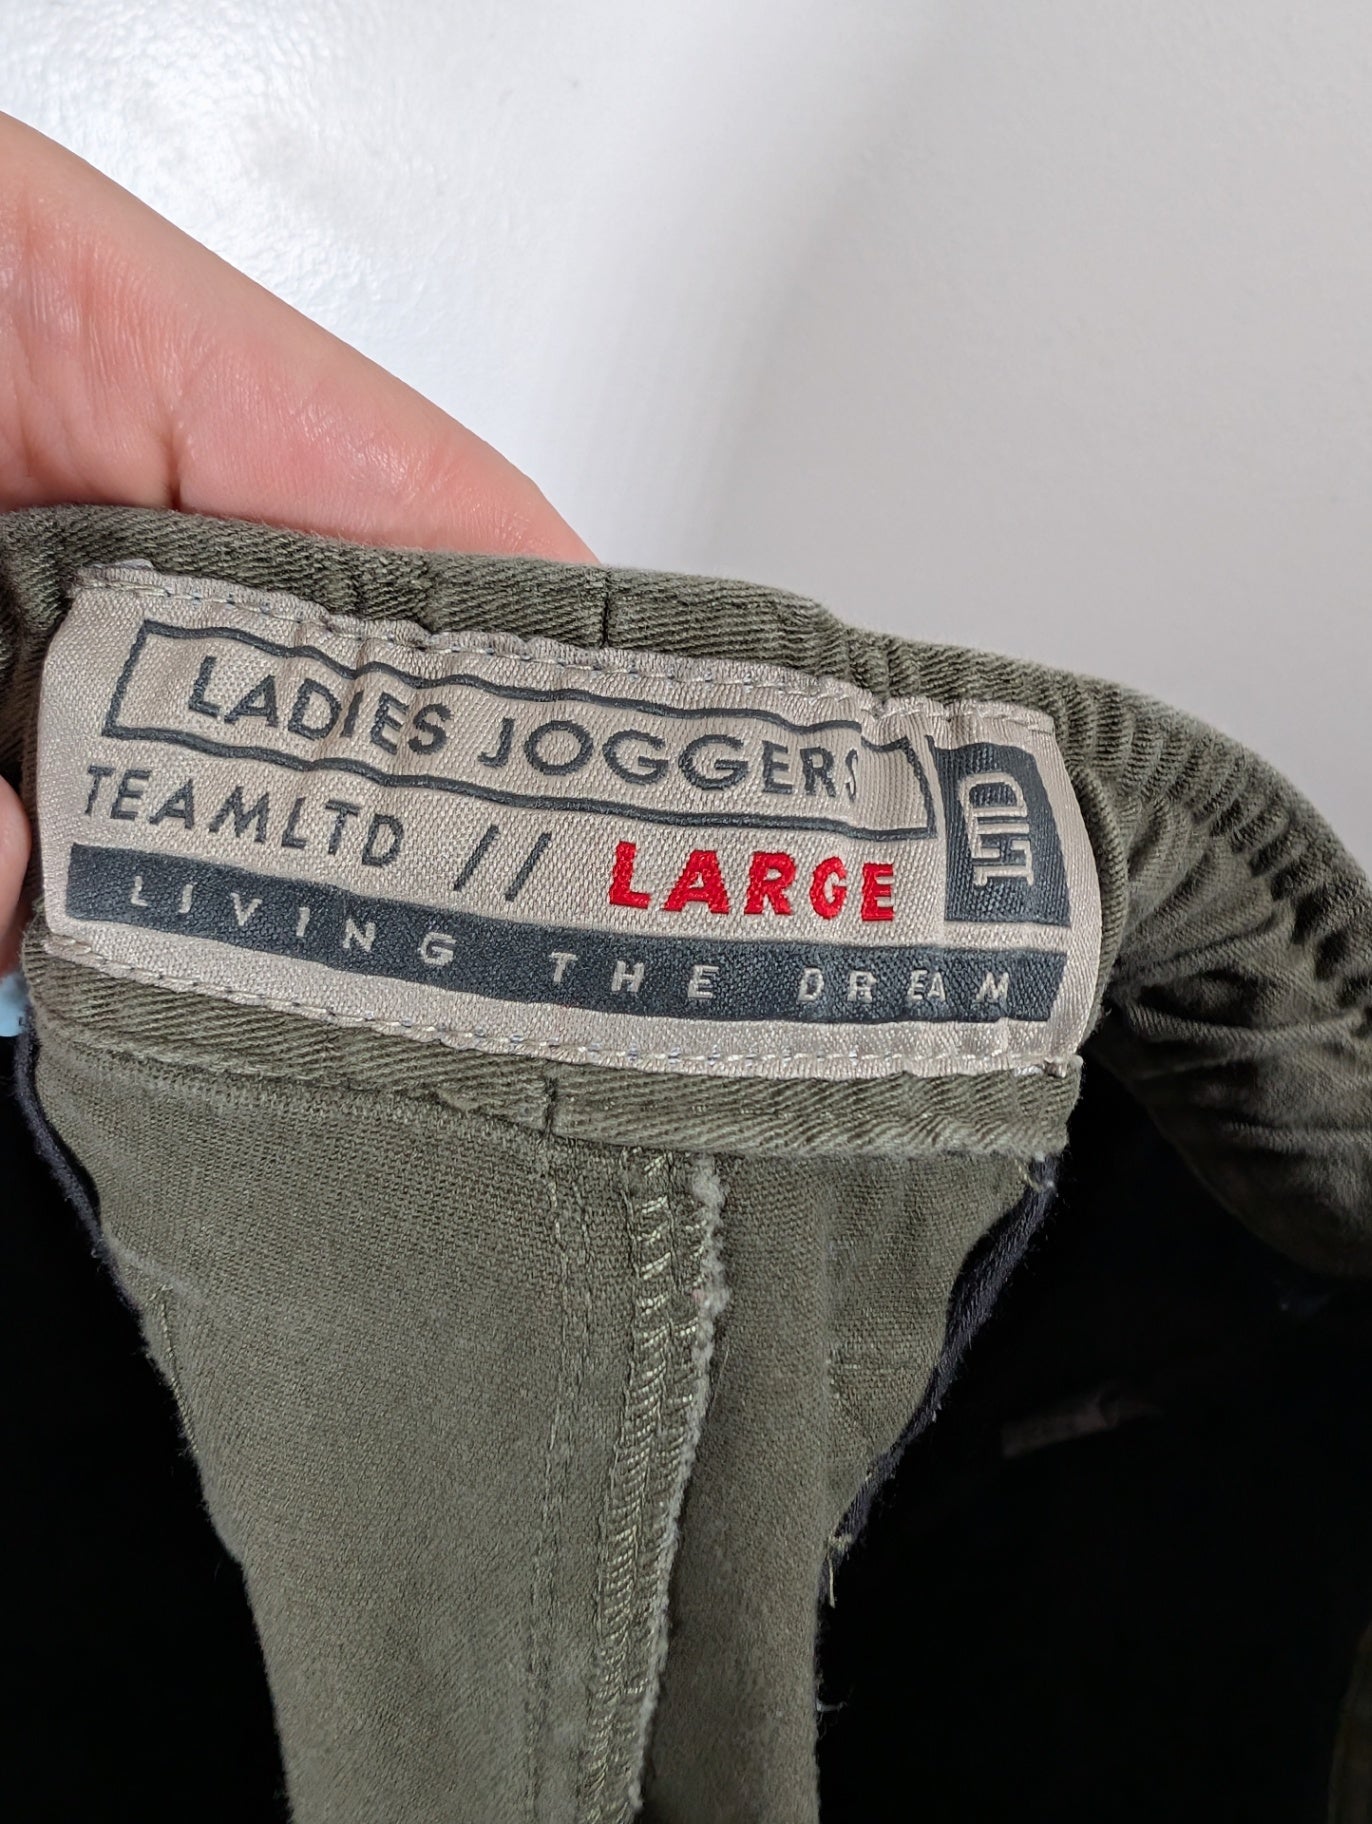 LADIES JOGGERS
TEAMLTD // LARGE
LTD
LIVING THE DREAM